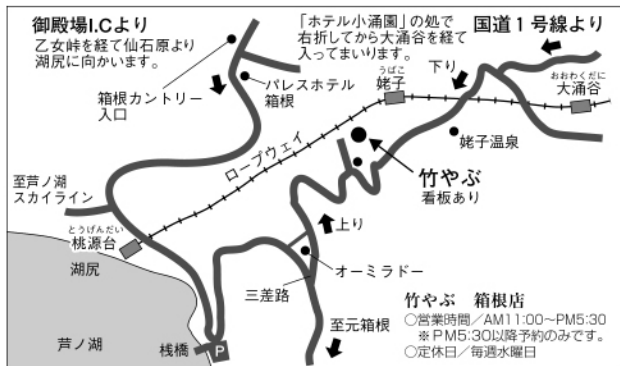 御殿場I.Cより
乙女峠を経て仙石原より
湖尻に向かいます。
「ホテル小涌園」の処で
右折してから大涌谷を経て
入ってまいります。
国道1号線より
下り
うばこ
姥子
おおわくだに
大涌谷
箱根カントリー
入口
パレスホテル
箱根
姥子温泉
ロープウェイ
竹やぶ
看板あり
至芦ノ湖
スカイライン
とうげんだい
桃源台
上り
湖尻
オーミラドー
三差路
芦ノ湖
桟橋
P
至元箱根
竹やぶ 箱根店
○営業時間／AM11:00〜PM5:30
※PM5:30以降予約のみです。
○定休日／毎週水曜日